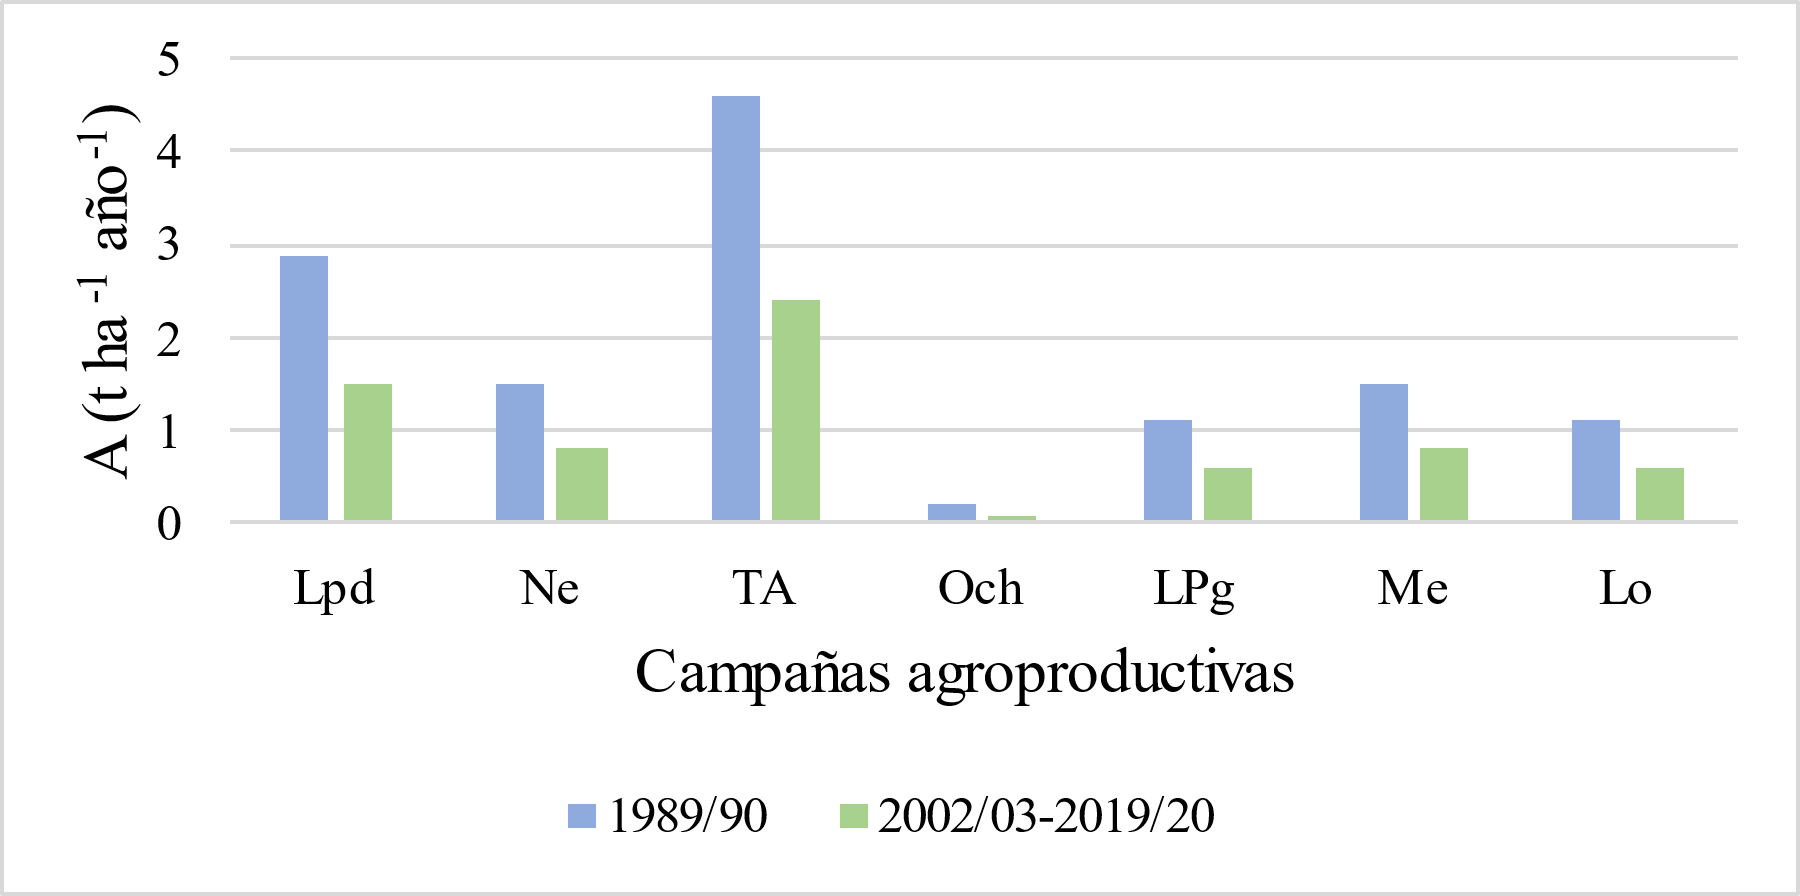 A (t ha -1 año-1)
5
4
3
2
1
0
Lpd Ne TA Och LPg Me Lo
Campañas agroproductivas
1989/90 2002/03-2019/20